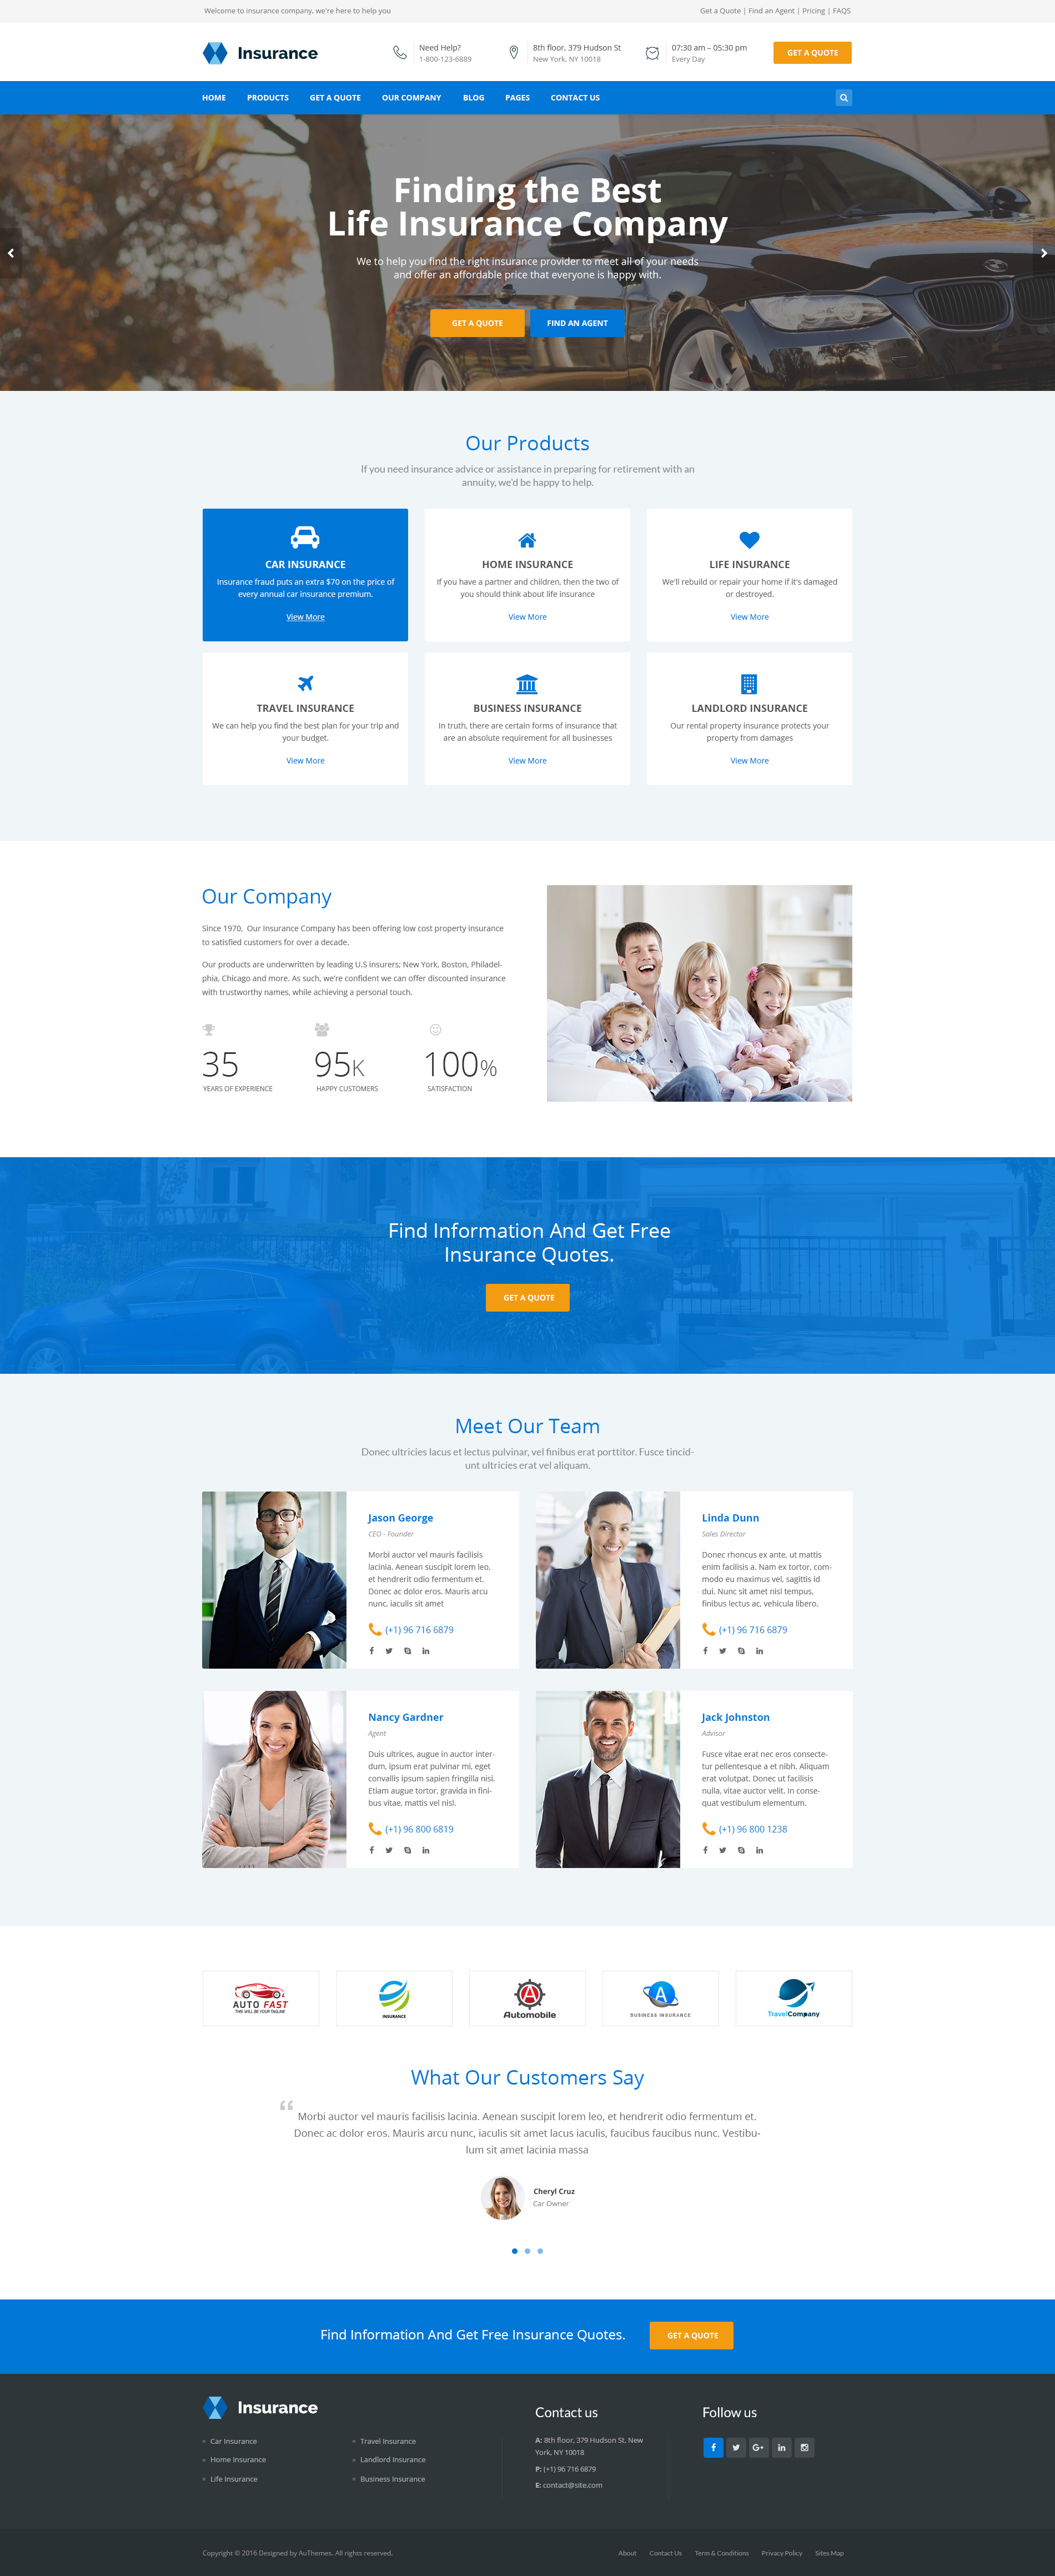 Welcome to insurance company, we're here to help you
Get a Quote | Find an Agent | Pricing | FAQS
Insurance
Need Help?
1-800-123-6889
8th floor, 379 Hudson St
New York, NY 10018
07:30 am – 05:30 pm
Every Day
GET A QUOTE
HOME
PRODUCTS
GET A QUOTE
OUR COMPANY
BLOG
PAGES
CONTACT US
Finding the Best
Life Insurance Company
We to help you find the right insurance provider to meet all of your needs
and offer an affordable price that everyone is happy with.
GET A QUOTE
FIND AN AGENT
Our Products
If you need insurance advice or assistance in preparing for retirement with an
annuity, we'd be happy to help.
CAR INSURANCE
Insurance fraud puts an extra $70 on the price of
every annual car insurance premium.
View More
HOME INSURANCE
If you have a partner and children, then the two of
you should think about life insurance
View More
LIFE INSURANCE
We'll rebuild or repair your home if it's damaged
or destroyed.
View More
TRAVEL INSURANCE
We can help you find the best plan for your trip and
your budget.
View More
BUSINESS INSURANCE
In truth, there are certain forms of insurance that
are an absolute requirement for all businesses
View More
LANDLORD INSURANCE
Our rental property insurance protects your
property from damages
View More
Our Company
Since 1970, Our Insurance Company has been offering low cost property insurance
to satisfied customers for over a decade.
Our products are underwritten by leading U.S insurers; New York, Boston, Philadel-
phia, Chicago and more. As such, we're confident we can offer discounted insurance
with trustworthy names, while achieving a personal touch.
35
YEARS OF EXPERIENCE
95K
HAPPY CUSTOMERS
100%
SATISFACTION
Find Information And Get Free
Insurance Quotes.
GET A QUOTE
Meet Our Team
Donec ultricies lacus et lectus pulvinar, vel finibus erat porttitor. Fusce tincid-
unt ultricies erat vel aliquam.
Jason George
CEO - Founder
Morbi auctor vel mauris facilisis
lacinia. Aenean suscipit lorem leo,
et hendrerit odio fermentum et.
Donec ac dolor eros. Mauris arcu
nunc, iaculis sit amet
(+1) 96 716 6879
Linda Dunn
Sales Director
Donec rhoncus ex ante, ut mattis
enim facilisis a. Nam ex tortor, com-
modo eu maximus vel, sagittis id
dui. Nunc sit amet nisl tempus,
finibus lectus ac, vehicula libero.
(+1) 96 716 6879
Nancy Gardner
Agent
Duis ultrices, augue in auctor inter-
dum, ipsum erat pulvinar mi, eget
convallis ipsum sapien fringilla nisi.
Etiam augue tortor, gravida in fini-
bus vitae, mattis vel nisl.
(+1) 96 800 6819
Jack Johnston
Advisor
Fusce vitae erat nec eros consecte-
tur pellentesque a et nibh. Aliquam
erat volutpat. Donec ut facilisis
nulla, vitae auctor velit. In conse-
quat vestibulum elementum.
(+1) 96 800 1238
AUTO FAST
THIS WILL BE YOUR TAGLINE
INSURANCE
A
Automobile
A
BUSINESS INSURANCE
TravelCompany
What Our Customers Say
“ Morbi auctor vel mauris facilisis lacinia. Aenean suscipit lorem leo, et hendrerit odio fermentum et.
Donec ac dolor eros. Mauris arcu nunc, iaculis sit amet lacus iaculis, faucibus faucibus nunc. Vestibu-
lum sit amet lacinia massa
Cheryl Cruz
Car Owner
Find Information And Get Free Insurance Quotes.
GET A QUOTE
Insurance
Car Insurance
Home Insurance
Life Insurance
Travel Insurance
Landlord Insurance
Business Insurance
Contact us
A: 8th floor, 379 Hudson St, New
York, NY 10018
P: (+1) 96 716 6879
E: contact@site.com
Follow us
Copyright © 2016 Designed by AuThemes. All rights reserved.
About
Contact Us
Term & Conditions
Privacy Policy
Sites Map